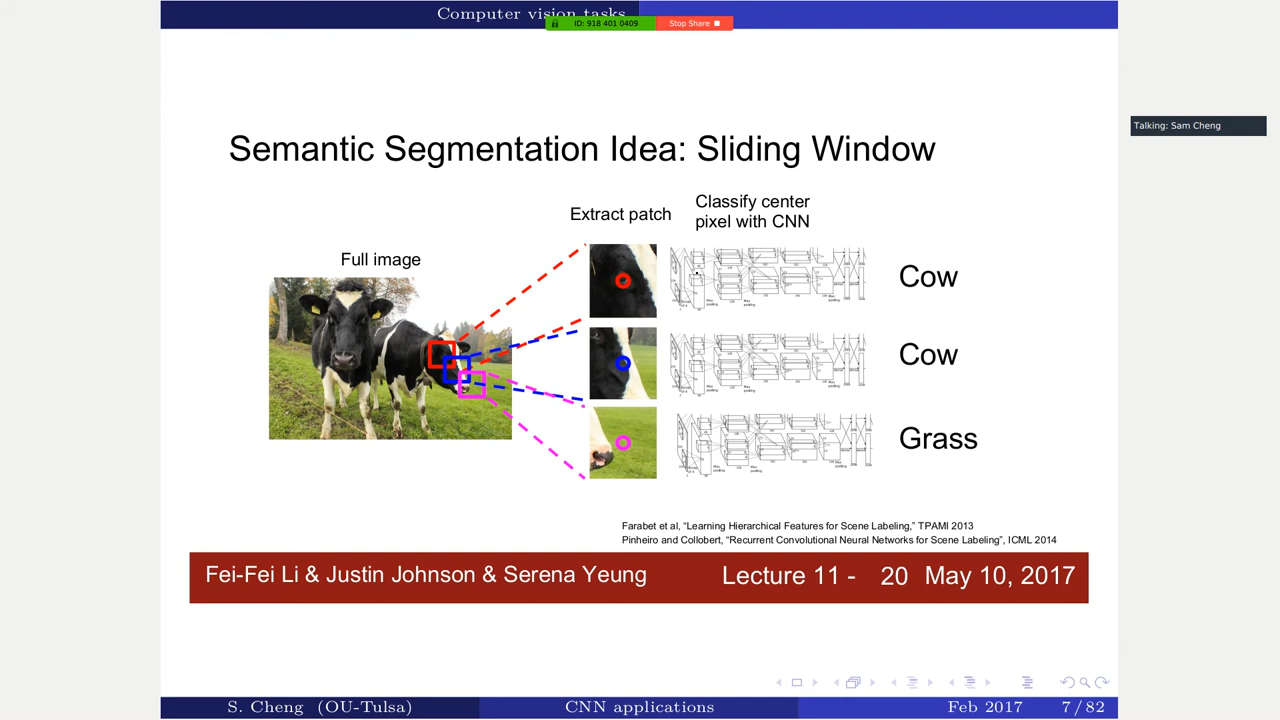 Computer vision tasks
ID: 918 401 0409
Stop Share
Talking: Sam Cheng
Semantic Segmentation Idea: Sliding Window
Full image
Extract patch
Classify center
pixel with CNN
Cow
Cow
Grass
Farabet et al, “Learning Hierarchical Features for Scene Labeling,” TPAMI 2013
Pinheiro and Collobert, “Recurrent Convolutional Neural Networks for Scene Labeling”, ICML 2014
Fei-Fei Li & Justin Johnson & Serena Yeung
Lecture 11 - 20 May 10, 2017
S. Cheng (OU-Tulsa)
CNN applications
Feb 2017
7 / 82